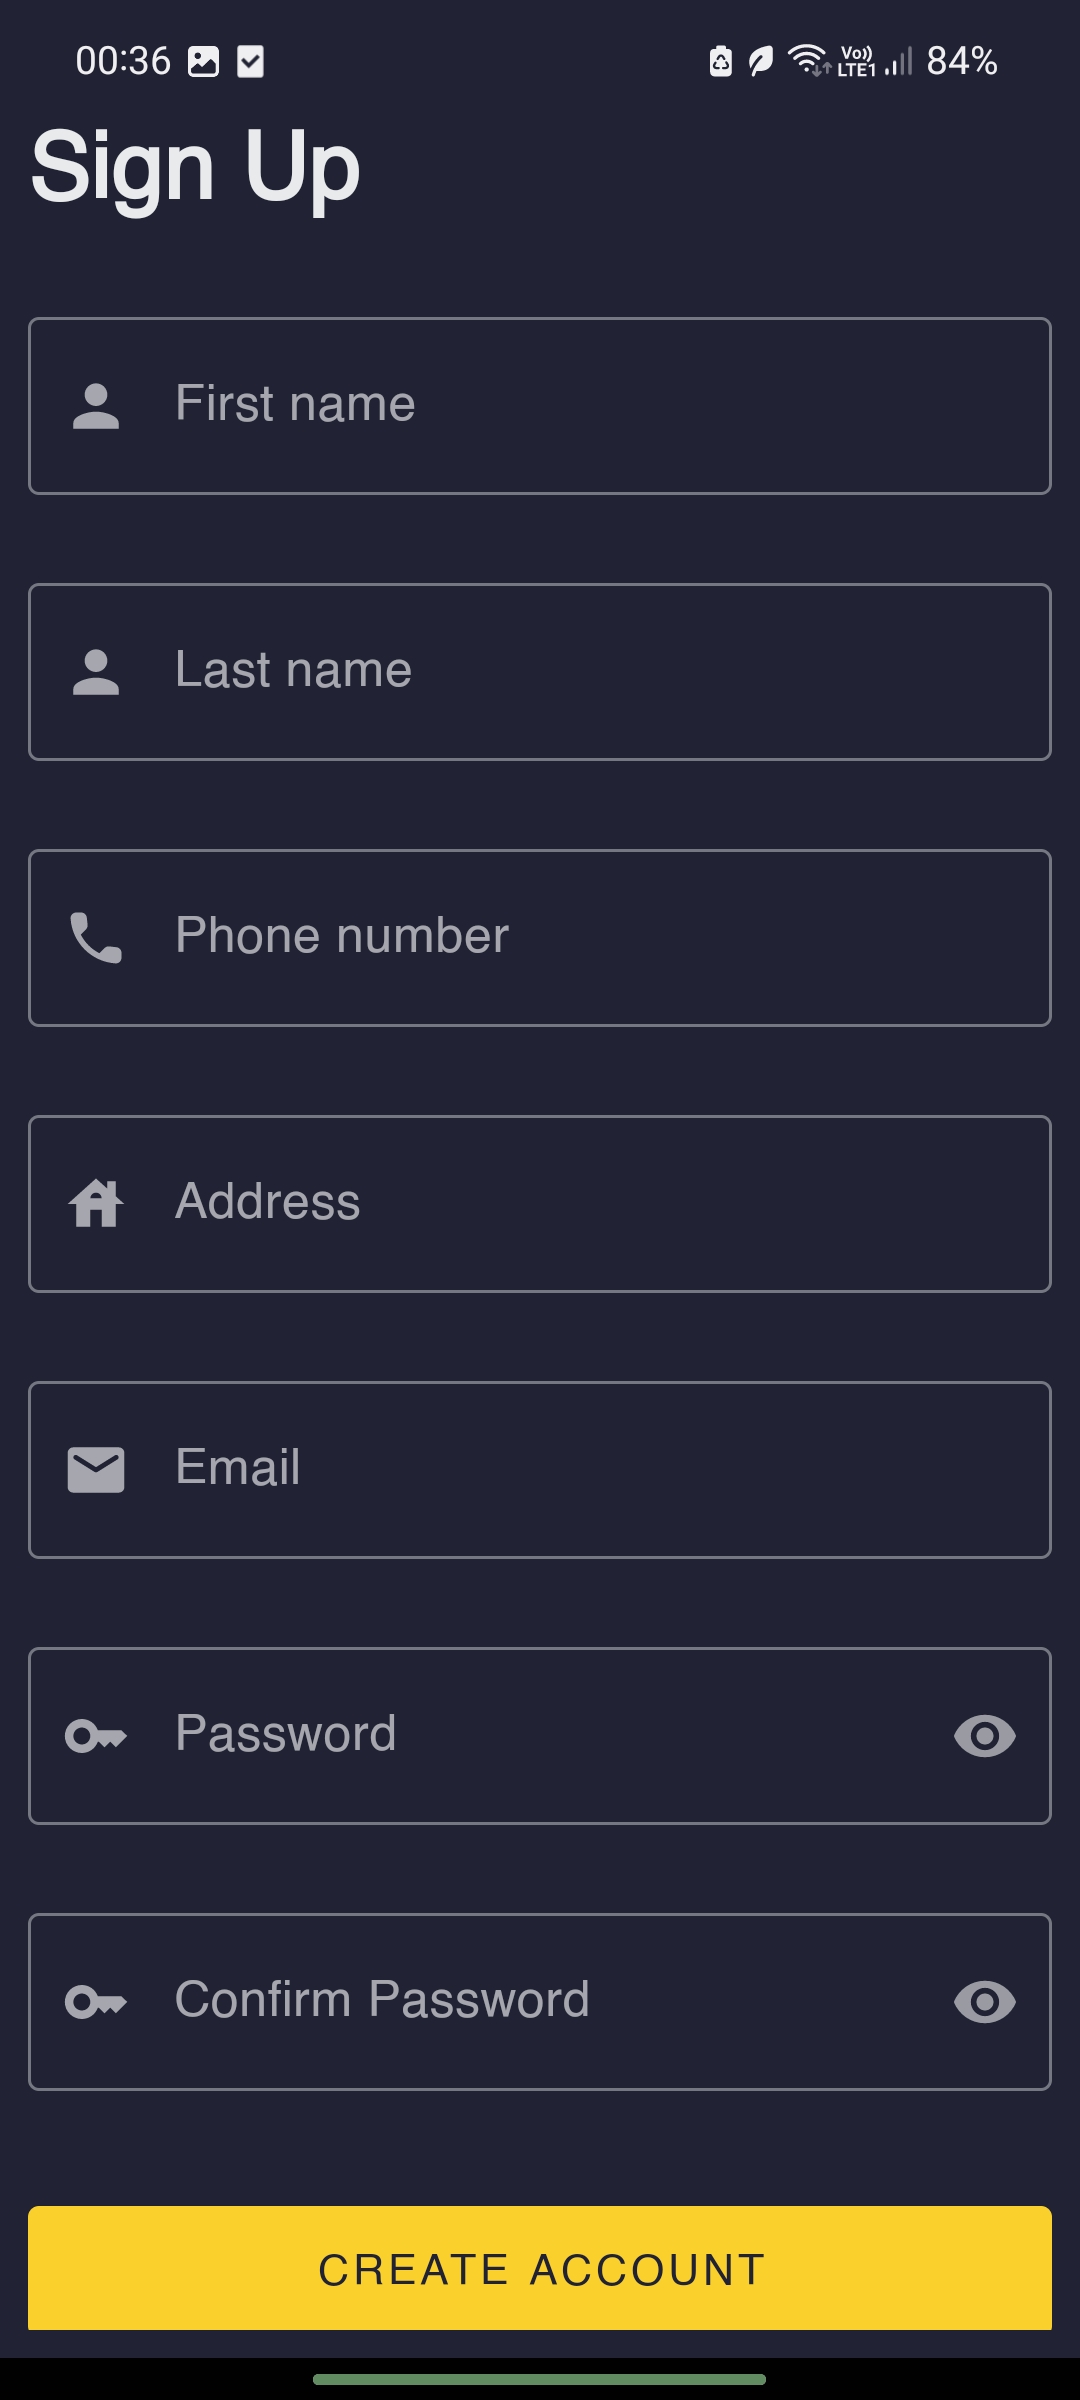 00:36 Vo)) LTE1 84%
Sign Up
First name
Last name
Phone number
Address
Email
Password
Confirm Password
CREATE ACCOUNT